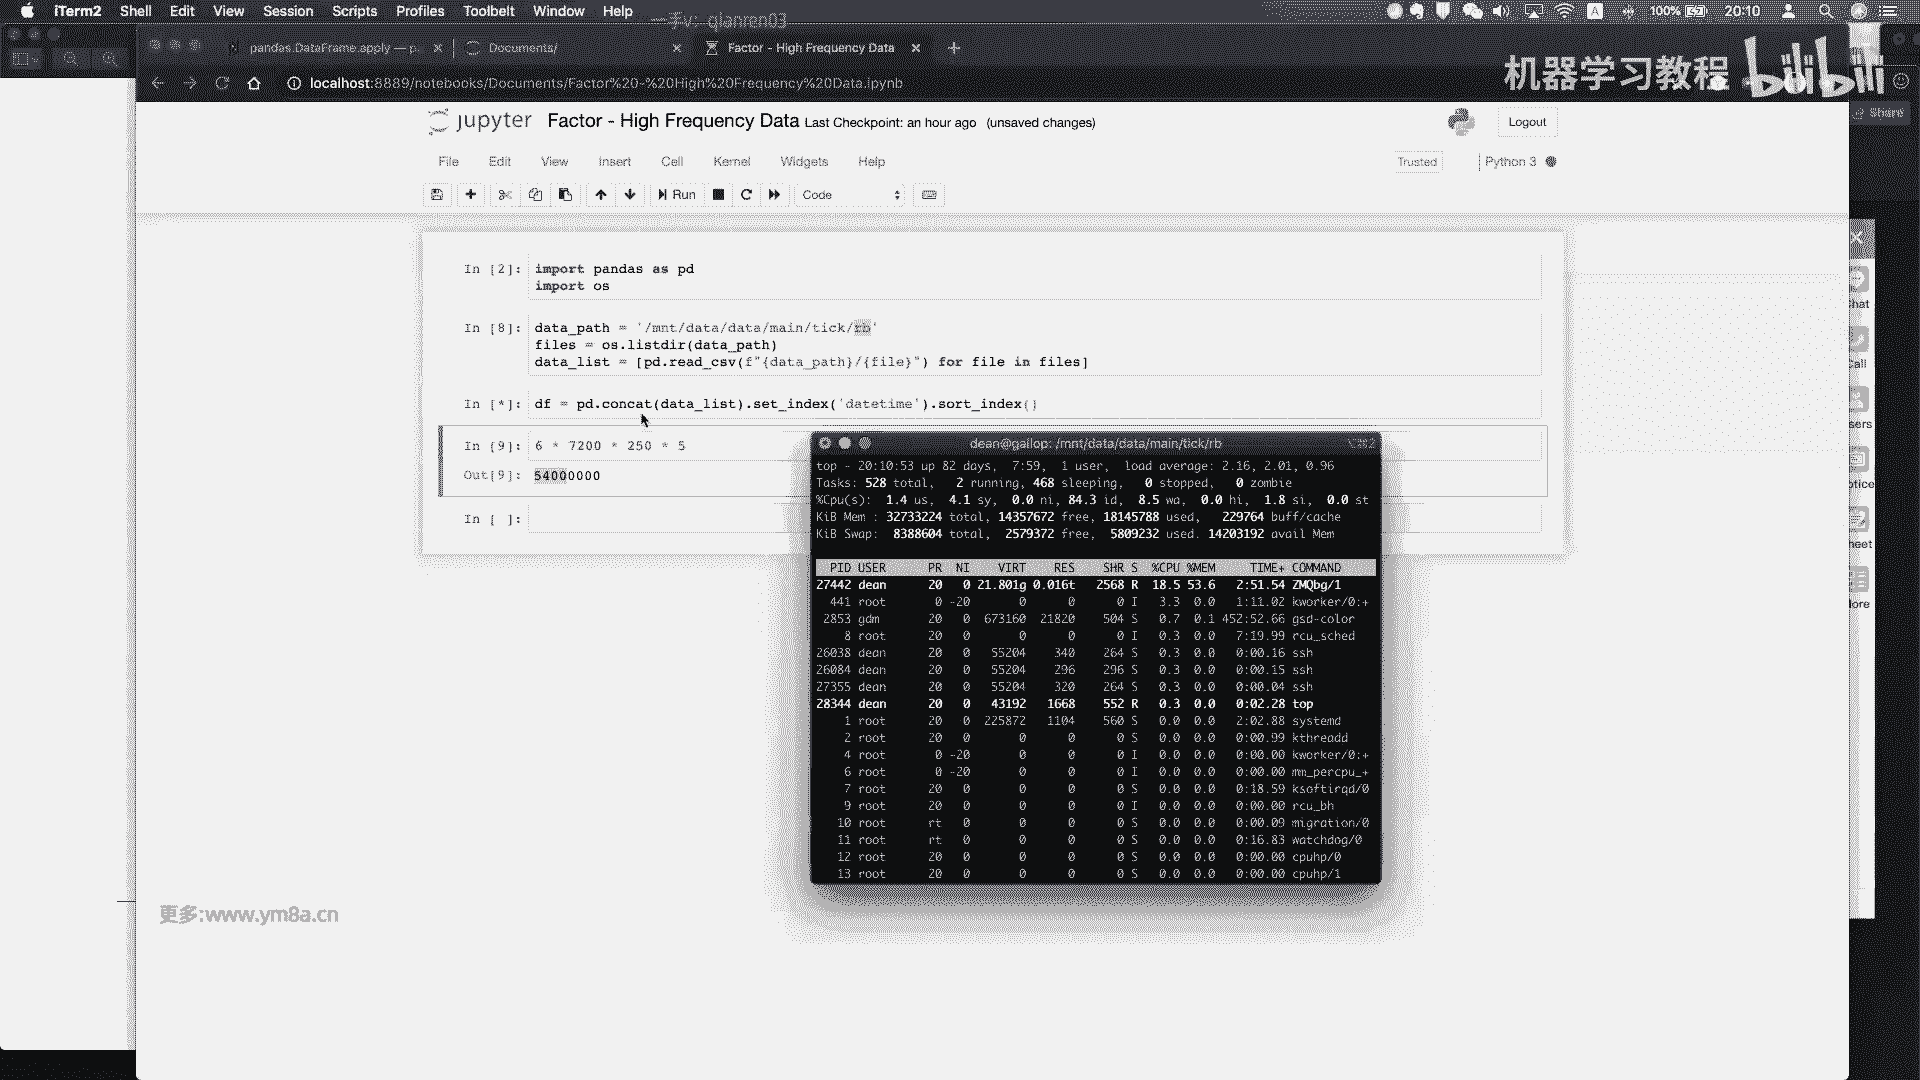 iTerm2 Shell Edit View Session Scripts Profiles Toolbelt Window Help
100% 20:10
一手v: qianren03
pandas.DataFrame.apply — p
Documents/
Factor - High Frequency Data
机器学习教程 bilibili
localhost:8889/notebooks/Documents/Factor%20-%20High%20Frequency%20Data.ipynb
Share
jupyter Factor - High Frequency Data Last Checkpoint: an hour ago (unsaved changes)
Logout
File Edit View Insert Cell Kernel Widgets Help
Trusted Python 3
Run Code
In [2]: import pandas as pd
import os
In [8]: data_path = '/mnt/data/data/main/tick/rb'
files = os.listdir(data_path)
data_list = [pd.read_csv(f"{data_path}/{file}") for file in files]
In [*]: df = pd.concat(data_list).set_index('datetime').sort_index()
In [9]: 6 * 7200 * 250 * 5
Out[9]: 54000000
In [ ]:
hat
all
sers
otice
heet
lore
dean@gallop: /mnt/data/data/main/tick/rb
⌥⌘2
top - 20:10:53 up 82 days, 7:59, 1 user, load average: 2.16, 2.01, 0.96
Tasks: 528 total, 2 running, 468 sleeping, 0 stopped, 0 zombie
%Cpu(s): 1.4 us, 4.1 sy, 0.0 ni, 84.3 id, 8.5 wa, 0.0 hi, 1.8 si, 0.0 st
KiB Mem : 32733224 total, 14357672 free, 18145788 used, 229764 buff/cache
KiB Swap: 8388604 total, 2579372 free, 5809232 used. 14203192 avail Mem
PID USER PR NI VIRT RES SHR S %CPU %MEM TIME+ COMMAND
27442 dean 20 0 21.801g 0.016t 2568 R 18.5 53.6 2:51.54 ZMQbg/1
441 root 0 -20 0 0 0 I 3.3 0.0 1:11.02 kworker/0:+
2853 gdm 20 0 673160 21820 504 S 0.7 0.1 452:52.66 gsd-color
8 root 20 0 0 0 0 I 0.3 0.0 7:19.99 rcu_sched
26038 dean 20 0 55204 340 264 S 0.3 0.0 0:00.16 ssh
26084 dean 20 0 55204 296 296 S 0.3 0.0 0:00.15 ssh
27355 dean 20 0 55204 320 264 S 0.3 0.0 0:00.04 ssh
28344 dean 20 0 43192 1668 552 R 0.3 0.0 0:02.28 top
1 root 20 0 225872 1104 560 S 0.0 0.0 2:02.88 systemd
2 root 20 0 0 0 0 S 0.0 0.0 0:00.99 kthreadd
4 root 0 -20 0 0 0 I 0.0 0.0 0:00.00 kworker/0:+
6 root 0 -20 0 0 0 I 0.0 0.0 0:00.00 mm_percpu_+
7 root 20 0 0 0 0 S 0.0 0.0 0:18.59 ksoftirqd/0
9 root 20 0 0 0 0 I 0.0 0.0 0:00.00 rcu_bh
10 root rt 0 0 0 0 S 0.0 0.0 0:00.09 migration/0
11 root rt 0 0 0 0 S 0.0 0.0 0:16.83 watchdog/0
12 root 20 0 0 0 0 S 0.0 0.0 0:00.00 cpuhp/0
13 root 20 0 0 0 0 S 0.0 0.0 0:00.00 cpuhp/1
更多:www.ym8a.cn